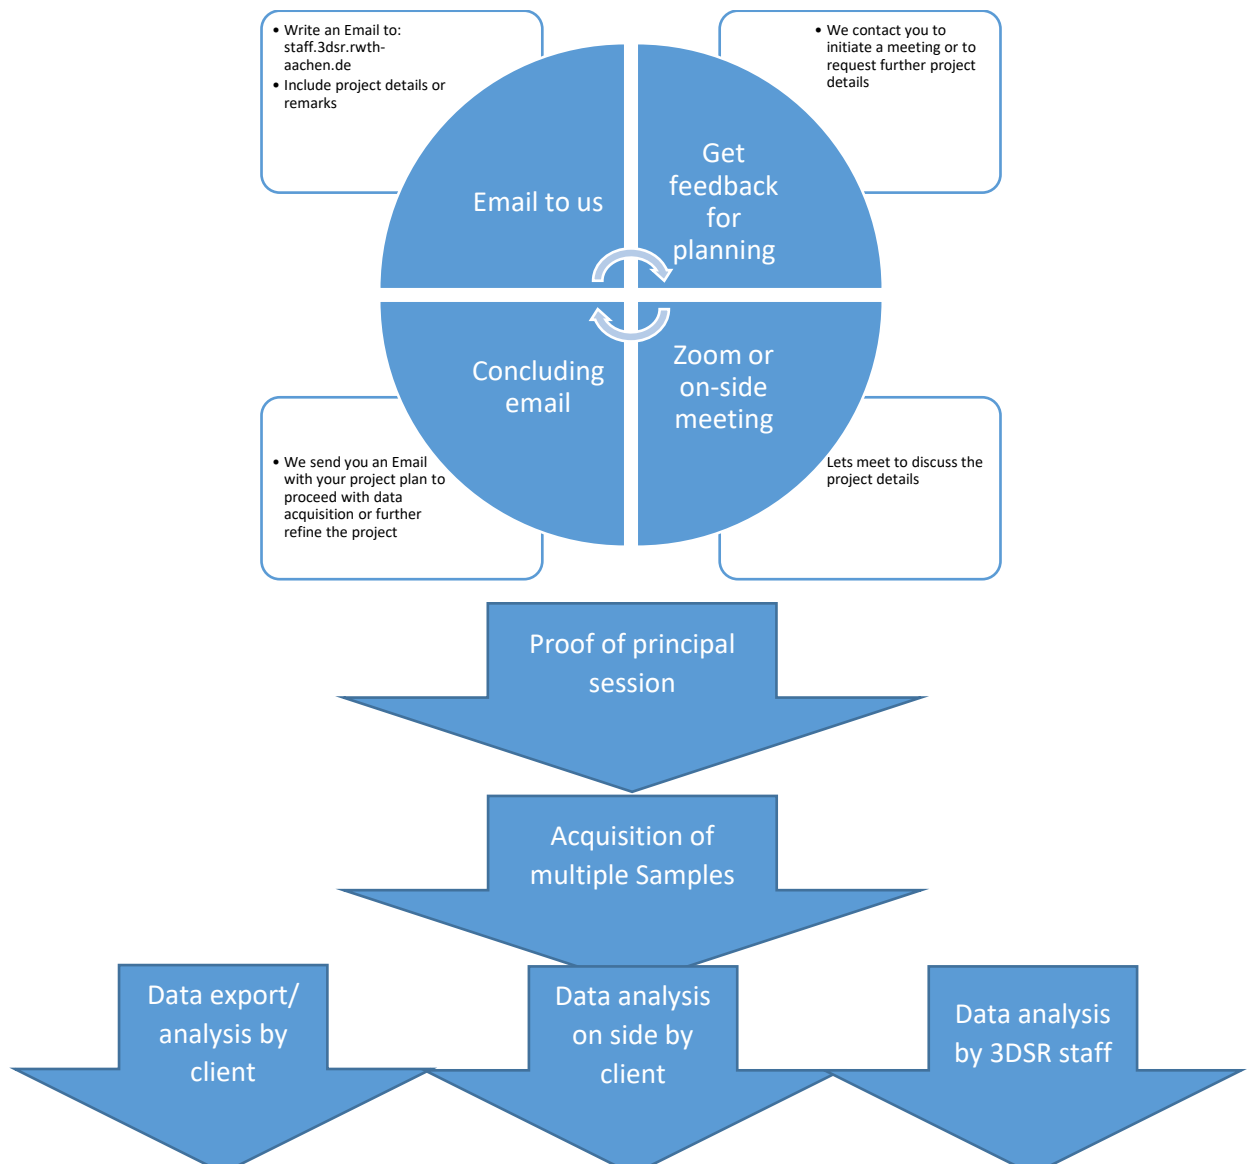 • Write an Email to:
staff.3dsr.rwth-
aachen.de
• Include project details or
remarks
• We contact you to
initiate a meeting or to
request further project
details
Email to us
Get
feedback
for
planning
Concluding
email
Zoom or
on-side
meeting
• We send you an Email
with your project plan to
proceed with data
acquisition or further
refine the project
Lets meet to discuss the
project details
Proof of principal
session
Acquisition of
multiple Samples
Data export/
analysis by
client
Data analysis
on side by
client
Data analysis
by 3DSR staff